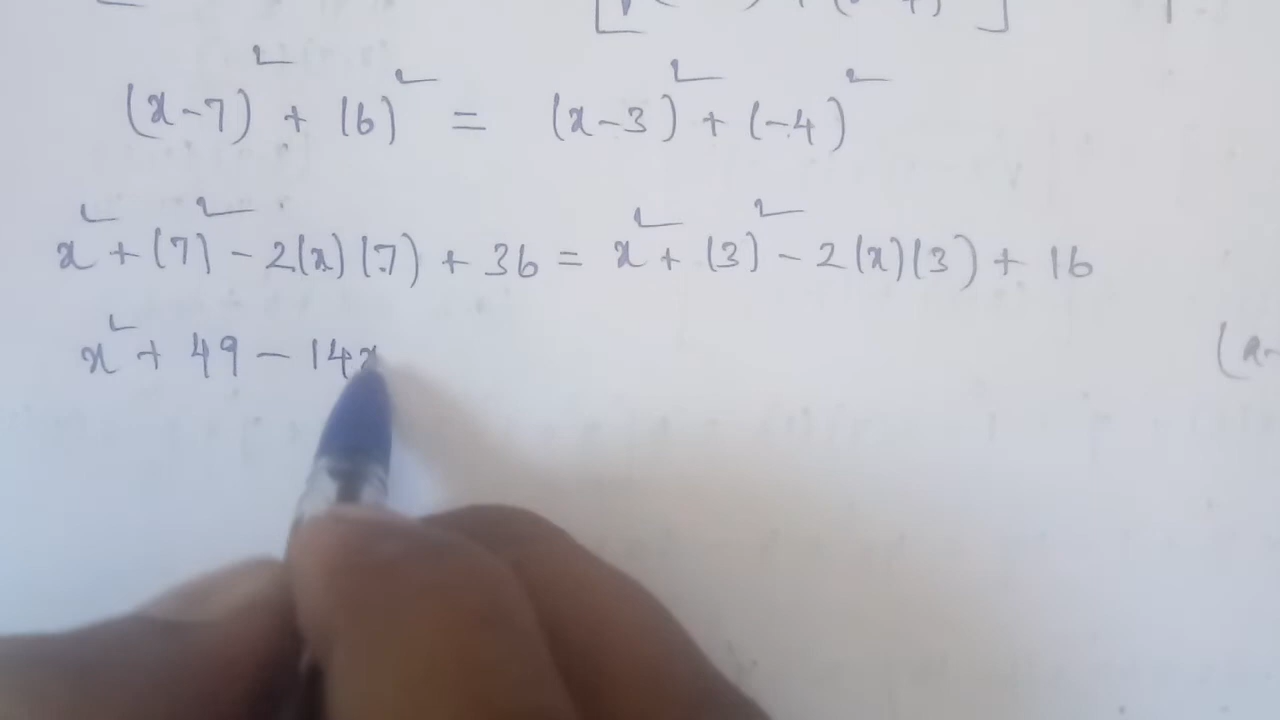 (x-7)² + (6)² = (x-3)² + (-4)²
x² + (7)² - 2(x)(7) + 36 = x² + (3)² - 2(x)(3) + 16
x² + 49 - 14x